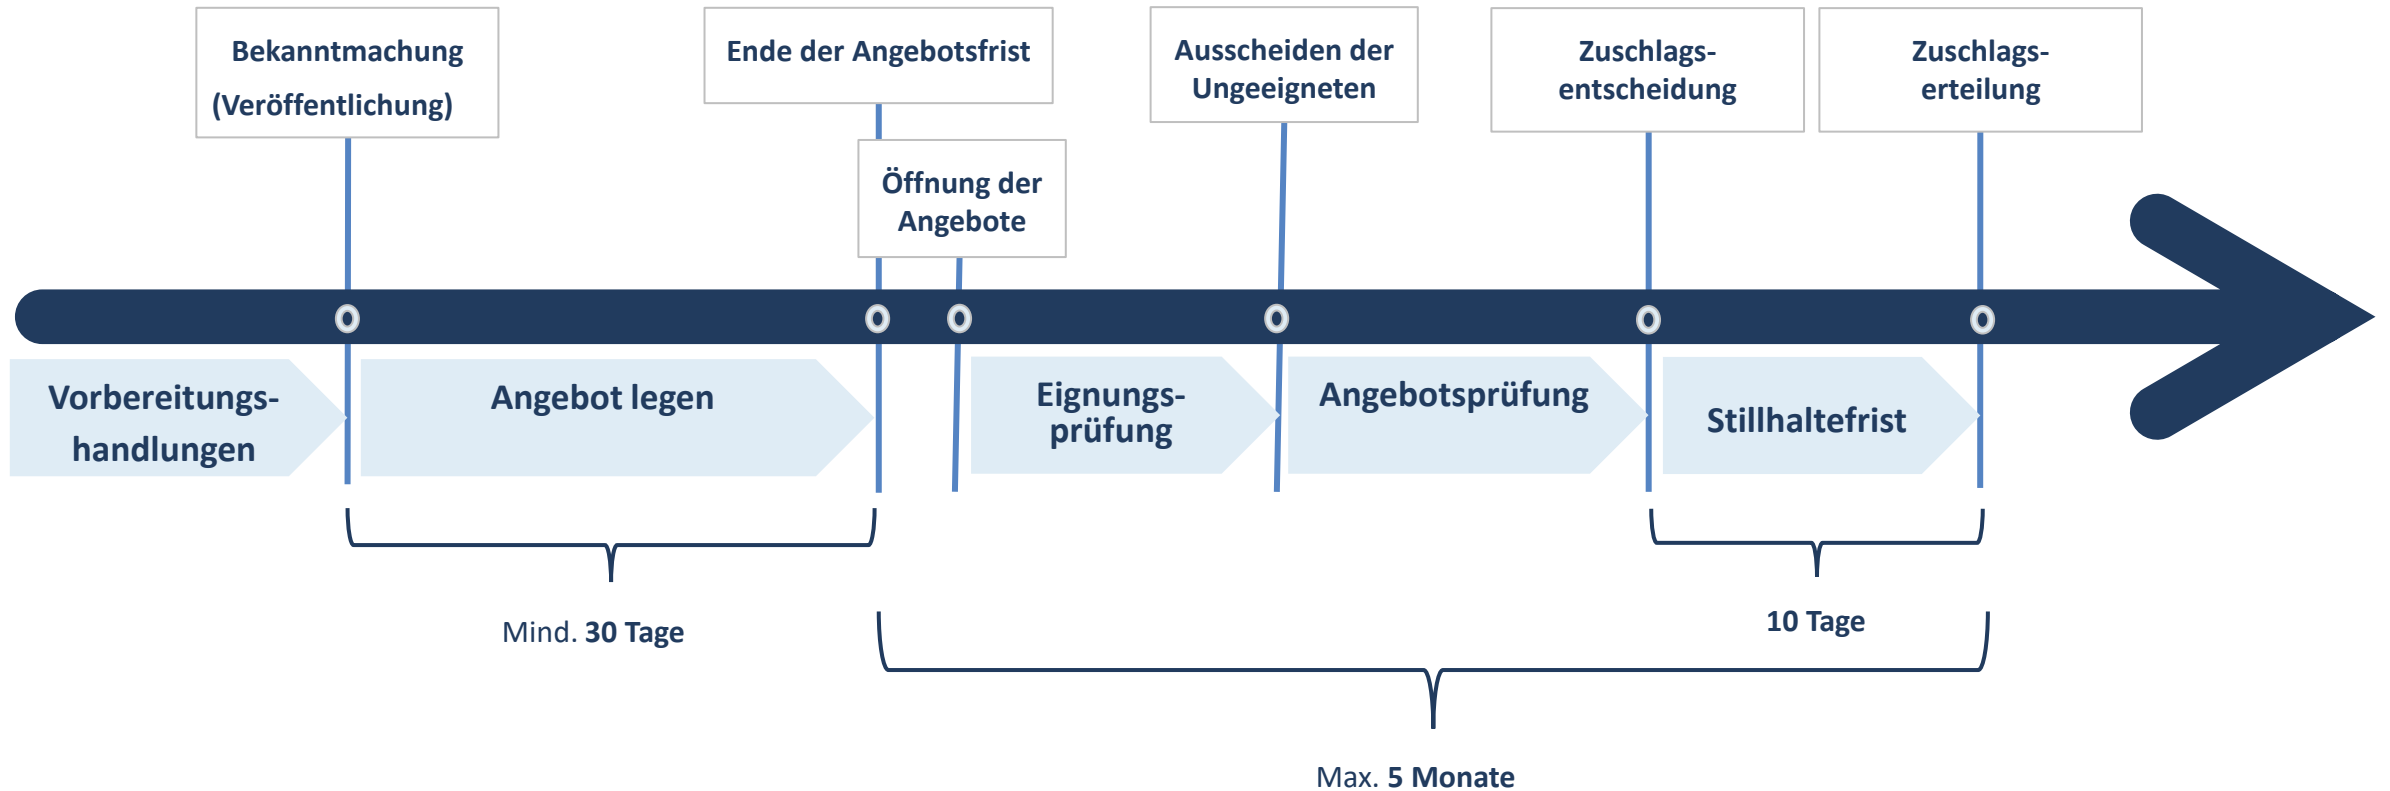 Bekanntmachung
(Veröffentlichung)
Ende der Angebotsfrist
Öffnung der
Angebote
Ausscheiden der
Ungeeigneten
Zuschlags-
entscheidung
Zuschlags-
erteilung
Vorbereitungs-
handlungen
Angebot legen
Eignungs-
prüfung
Angebotsprüfung
Stillhaltefrist
Mind. 30 Tage
10 Tage
Max. 5 Monate